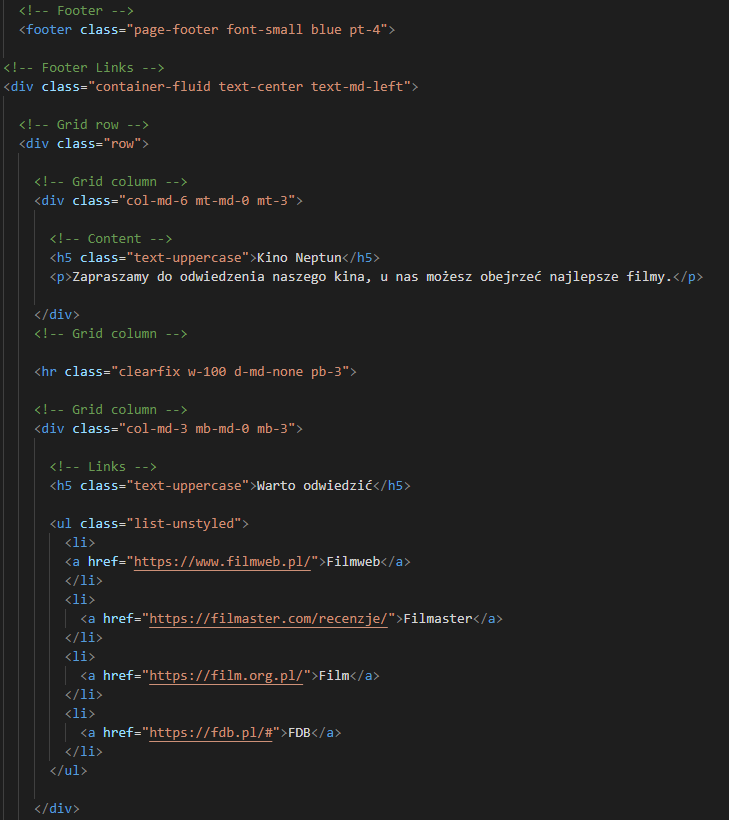 <!-- Footer -->
<footer class="page-footer font-small blue pt-4">
<!-- Footer Links -->
<div class="container-fluid text-center text-md-left">
<!-- Grid row -->
<div class="row">
<!-- Grid column -->
<div class="col-md-6 mt-md-0 mt-3">
<!-- Content -->
<h5 class="text-uppercase">Kino Neptun</h5>
<p>Zapraszamy do odwiedzenia naszego kina, u nas możesz obejrzeć najlepsze filmy.</p>
</div>
<!-- Grid column -->
<hr class="clearfix w-100 d-md-none pb-3">
<!-- Grid column -->
<div class="col-md-3 mb-md-0 mb-3">
<!-- Links -->
<h5 class="text-uppercase">Warto odwiedzić</h5>
<ul class="list-unstyled">
<li>
<a href="https://www.filmweb.pl/">Filmweb</a>
</li>
<li>
<a href="https://filmaster.com/recenzje/">Filmaster</a>
</li>
<li>
<a href="https://film.org.pl/">Film</a>
</li>
<li>
<a href="https://fdb.pl/#">FDB</a>
</li>
</ul>
</div>